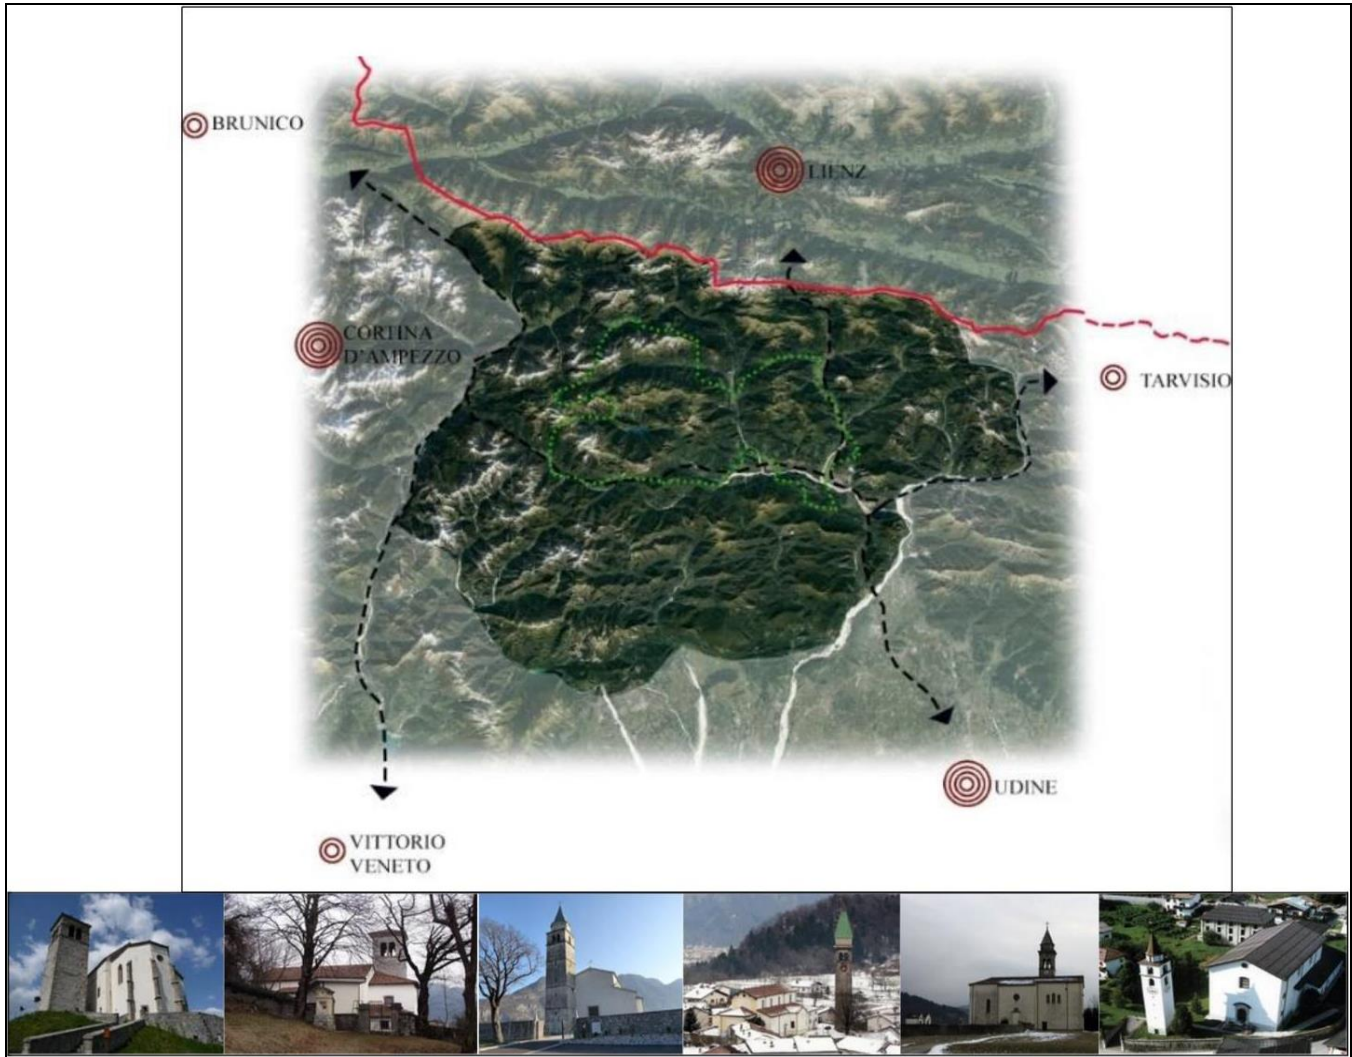 BRUNICO
LIENZ
CORTINA
D'AMPEZZO
TARVISIO
UDINE
VITTORIO
VENETO